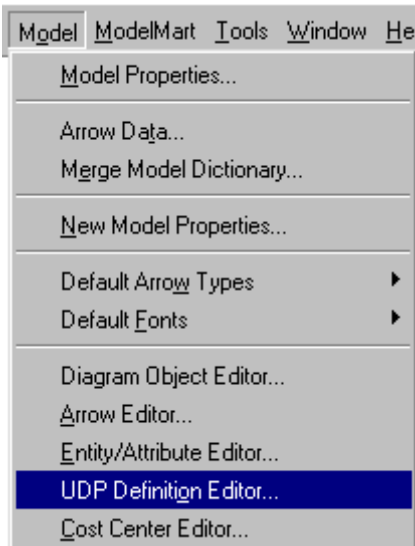 Model ModelMart Tools Window He
Model Properties...
Arrow Data...
Merge Model Dictionary...
New Model Properties...
Default Arrow Types
Default Fonts
Diagram Object Editor...
Arrow Editor...
Entity/Attribute Editor...
UDP Definition Editor...
Cost Center Editor...